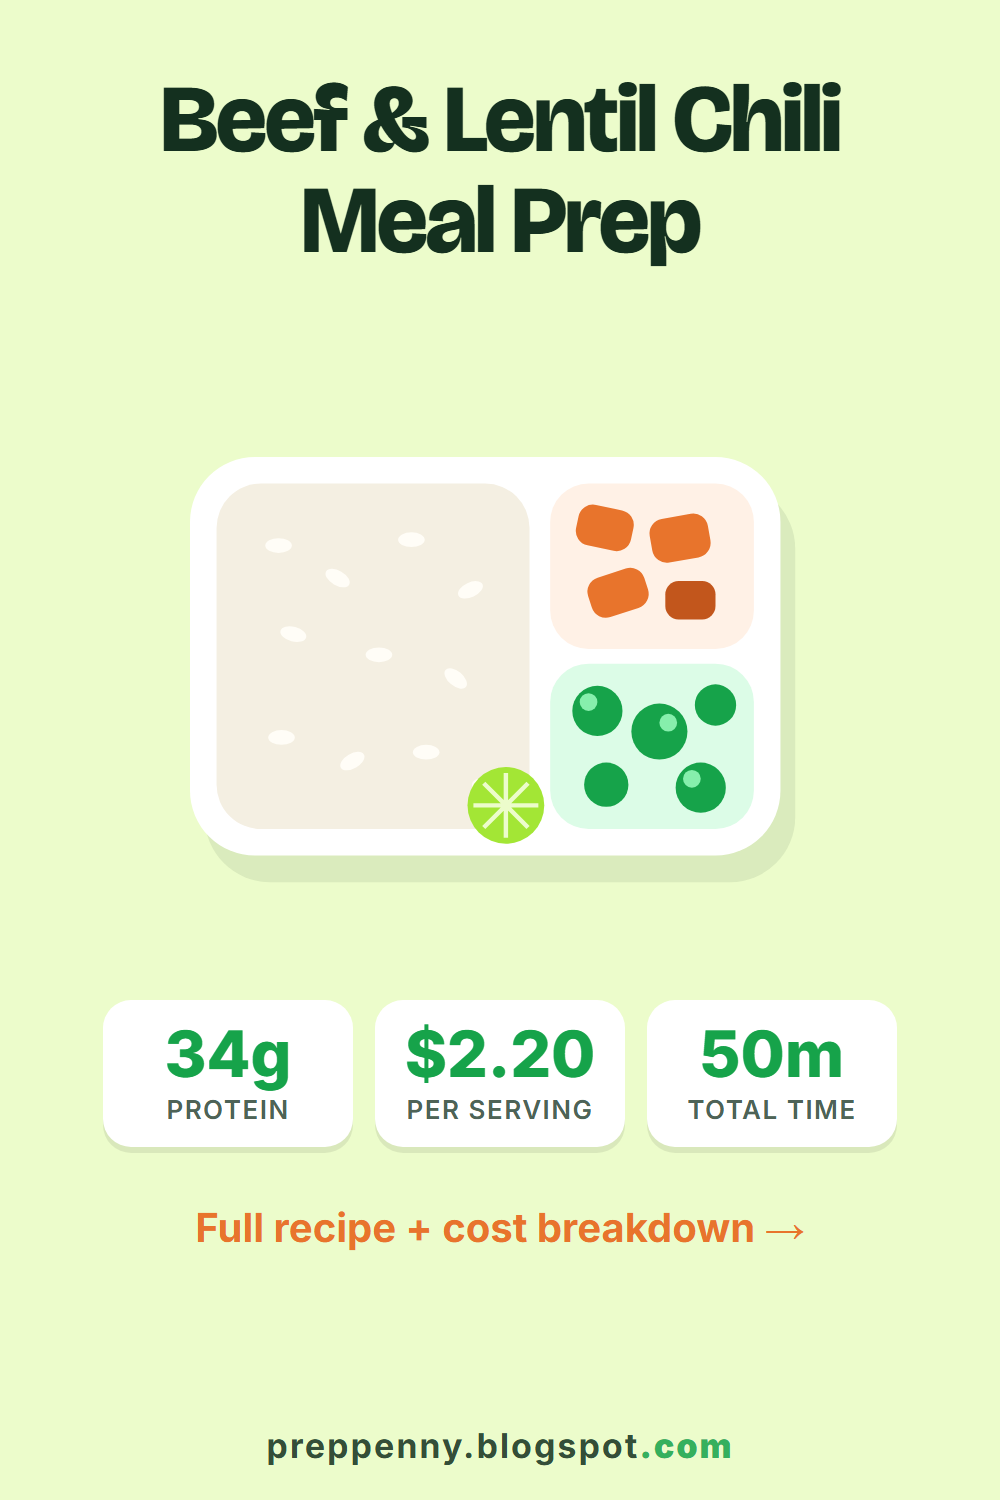 Beef & Lentil Chili
Meal Prep
34g
PROTEIN
$2.20
PER SERVING
50m
TOTAL TIME
Full recipe + cost breakdown →
preppenny.blogspot.com